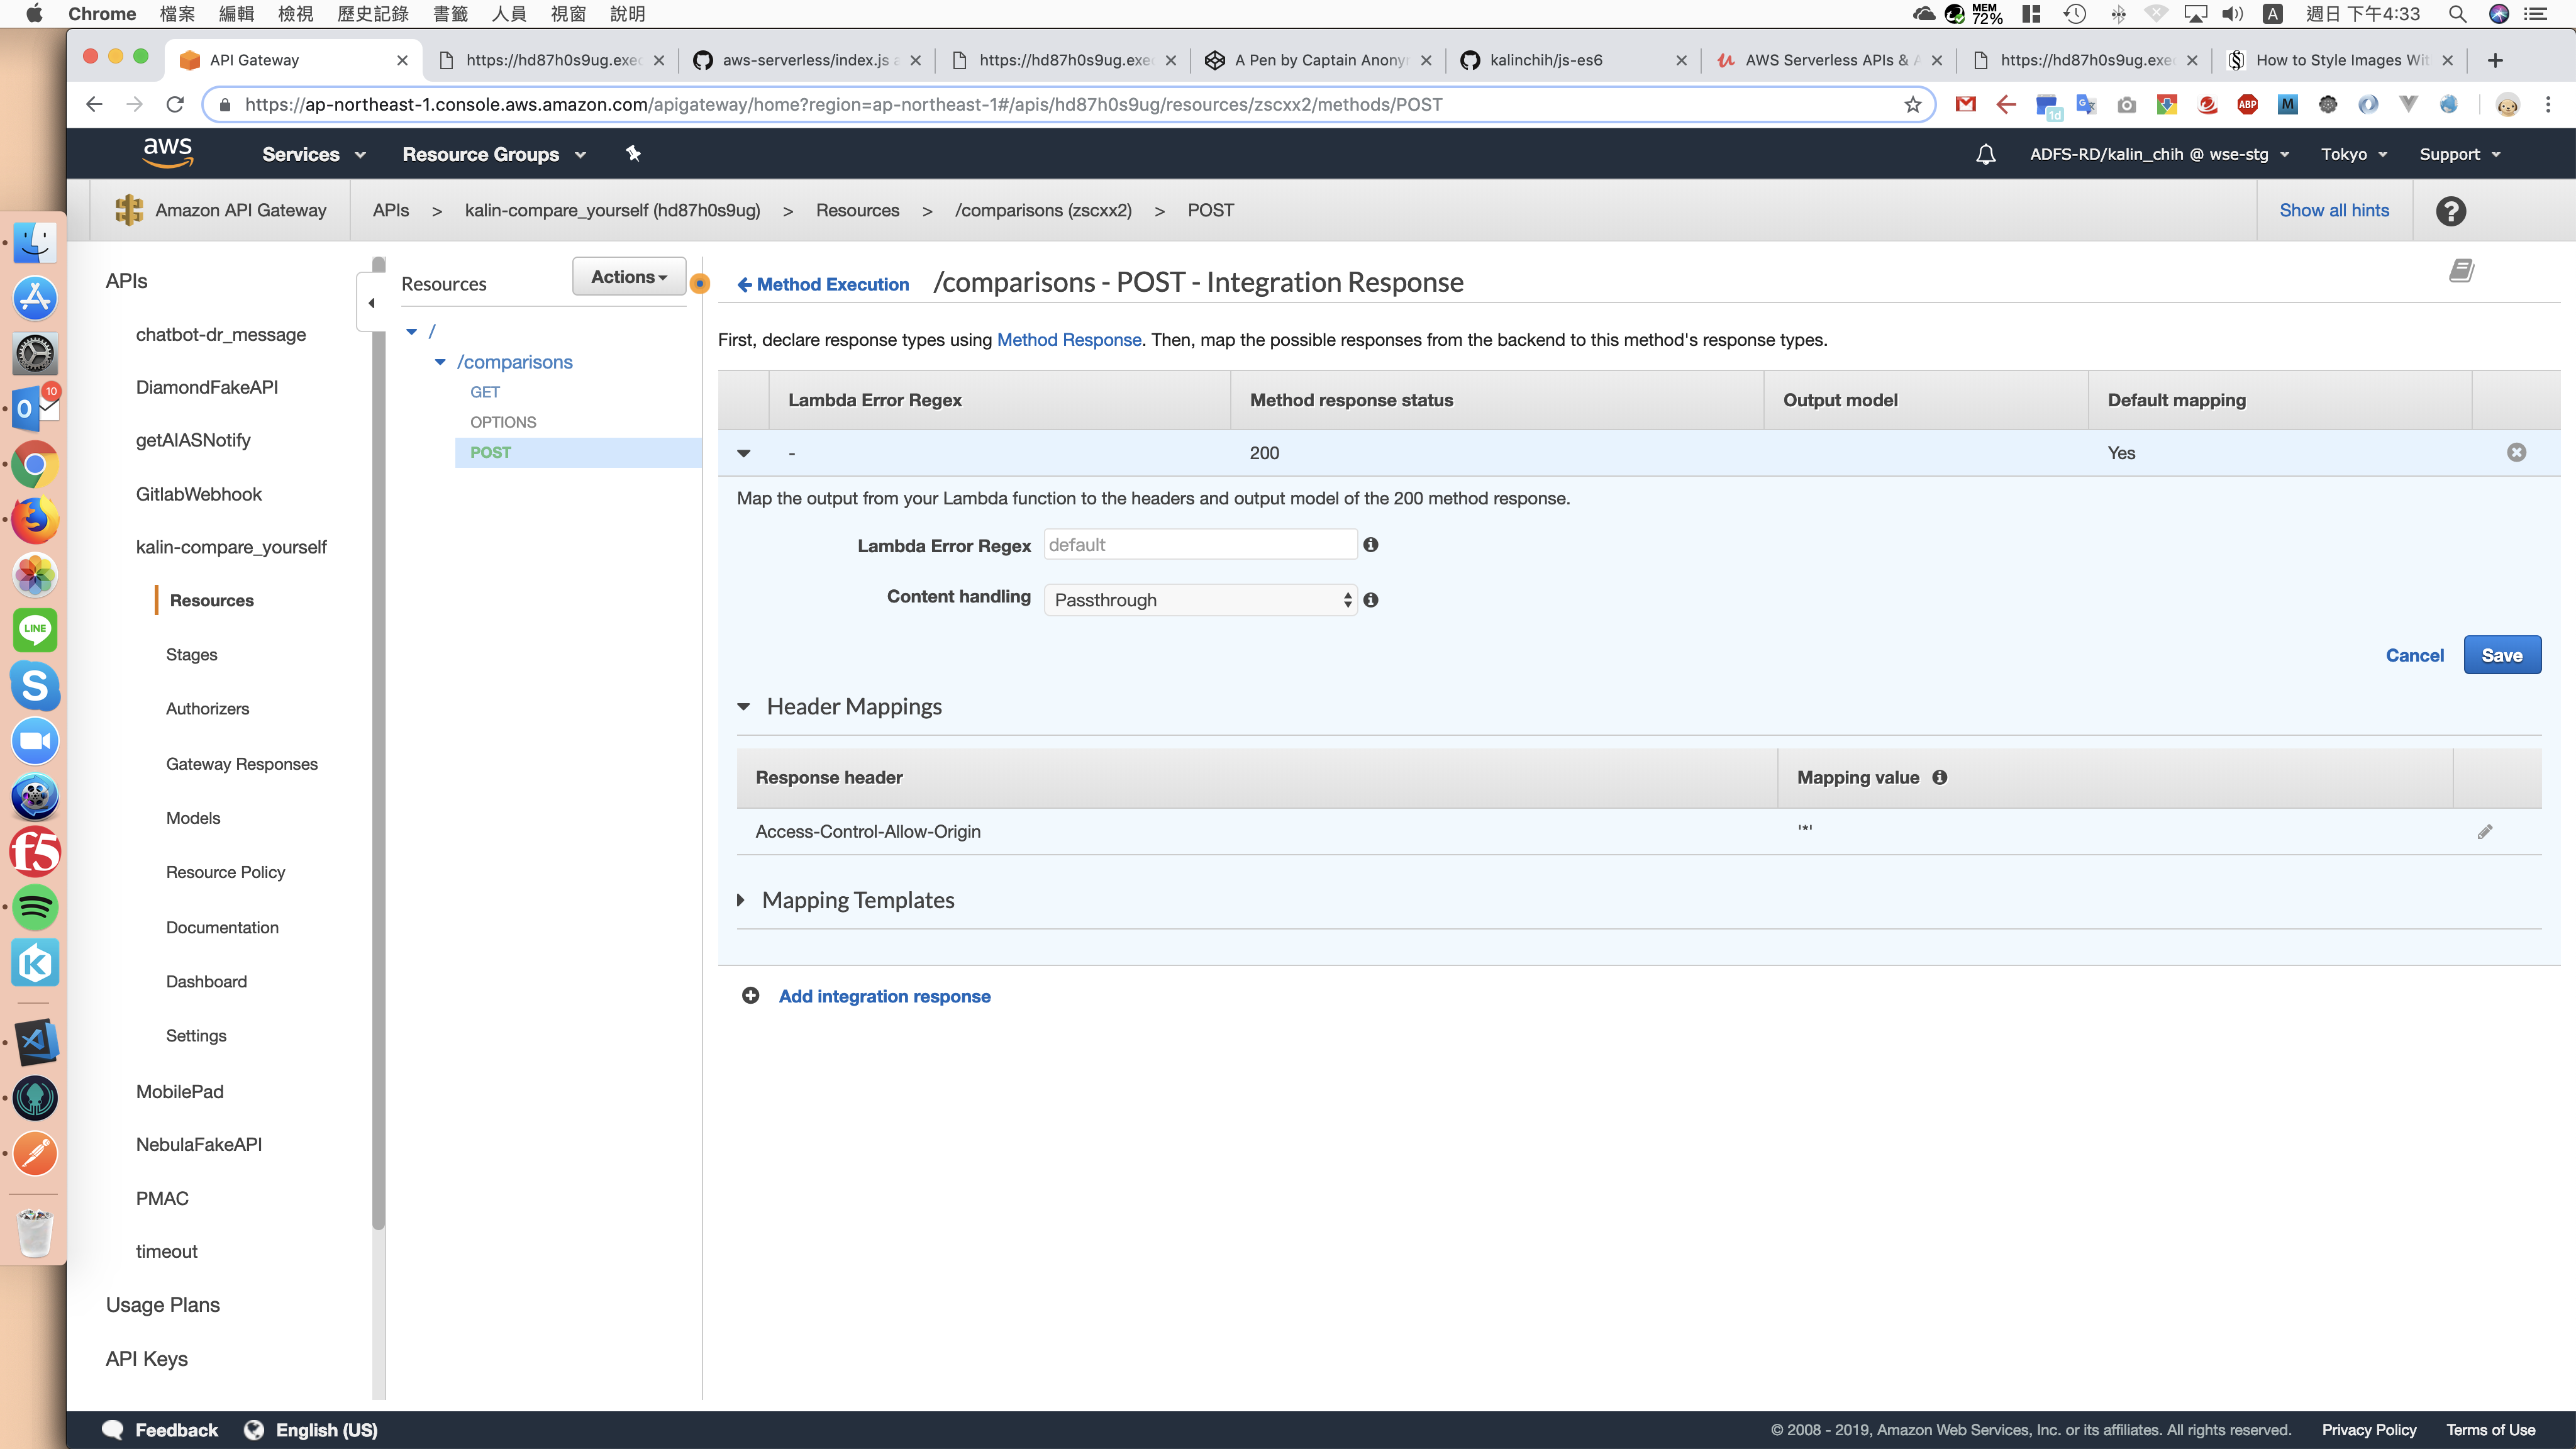 Chrome 檔案 編輯 檢視 歷史記錄 書籤 人員 視窗 說明 MEM 72% A 週日 下午4:33
API Gateway https://hd87h0s9ug.exec aws-serverless/index.js a https://hd87h0s9ug.exec A Pen by Captain Anony kalinchih/js-es6 AWS Serverless APIs & A https://hd87h0s9ug.exe How to Style Images Wit
https://ap-northeast-1.console.aws.amazon.com/apigateway/home?region=ap-northeast-1#/apis/hd87h0s9ug/resources/zscxx2/methods/POST 1d ABP M
aws Services Resource Groups ADFS-RD/kalin_chih @ wse-stg Tokyo Support
Amazon API Gateway APIs > kalin-compare_yourself (hd87h0s9ug) > Resources > /comparisons (zscxx2) > POST Show all hints ?
APIs
chatbot-dr_message
DiamondFakeAPI
getAIASNotify
GitlabWebhook
kalin-compare_yourself
Resources
Stages
Authorizers
Gateway Responses
Models
Resource Policy
Documentation
Dashboard
Settings
MobilePad
NebulaFakeAPI
PMAC
timeout
Usage Plans
API Keys
Resources Actions
/
/comparisons
GET
OPTIONS
POST
Method Execution /comparisons - POST - Integration Response
First, declare response types using Method Response. Then, map the possible responses from the backend to this method's response types.
Lambda Error Regex Method response status Output model Default mapping
- 200 Yes
Map the output from your Lambda function to the headers and output model of the 200 method response.
Lambda Error Regex default
Content handling Passthrough
Cancel Save
Header Mappings
Response header Mapping value
Access-Control-Allow-Origin '*'
Mapping Templates
Add integration response
10
LINE
f5
Feedback English (US) © 2008 - 2019, Amazon Web Services, Inc. or its affiliates. All rights reserved. Privacy Policy Terms of Use